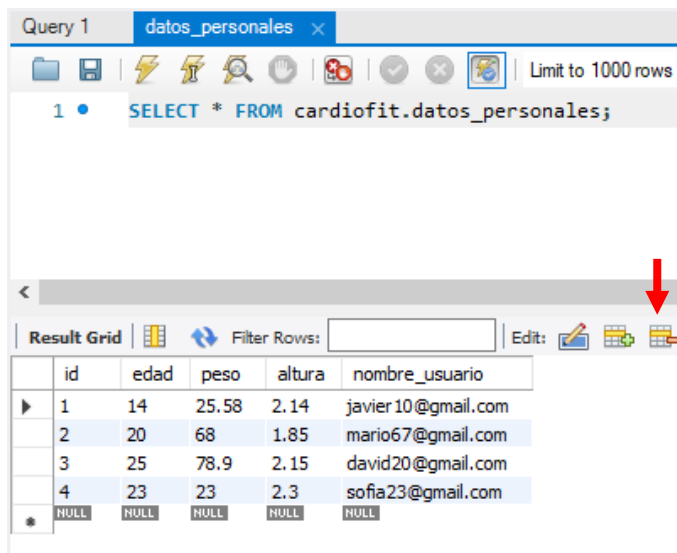 Query 1 datos_personales
Limit to 1000 rows
1 SELECT * FROM cardiofit.datos_personales;
Result Grid Filter Rows: Edit:
id edad peso altura nombre_usuario
1 14 25.58 2.14 javier10@gmail.com
2 20 68 1.85 mario67@gmail.com
3 25 78.9 2.15 david20@gmail.com
4 23 23 2.3 sofia23@gmail.com
NULL NULL NULL NULL NULL